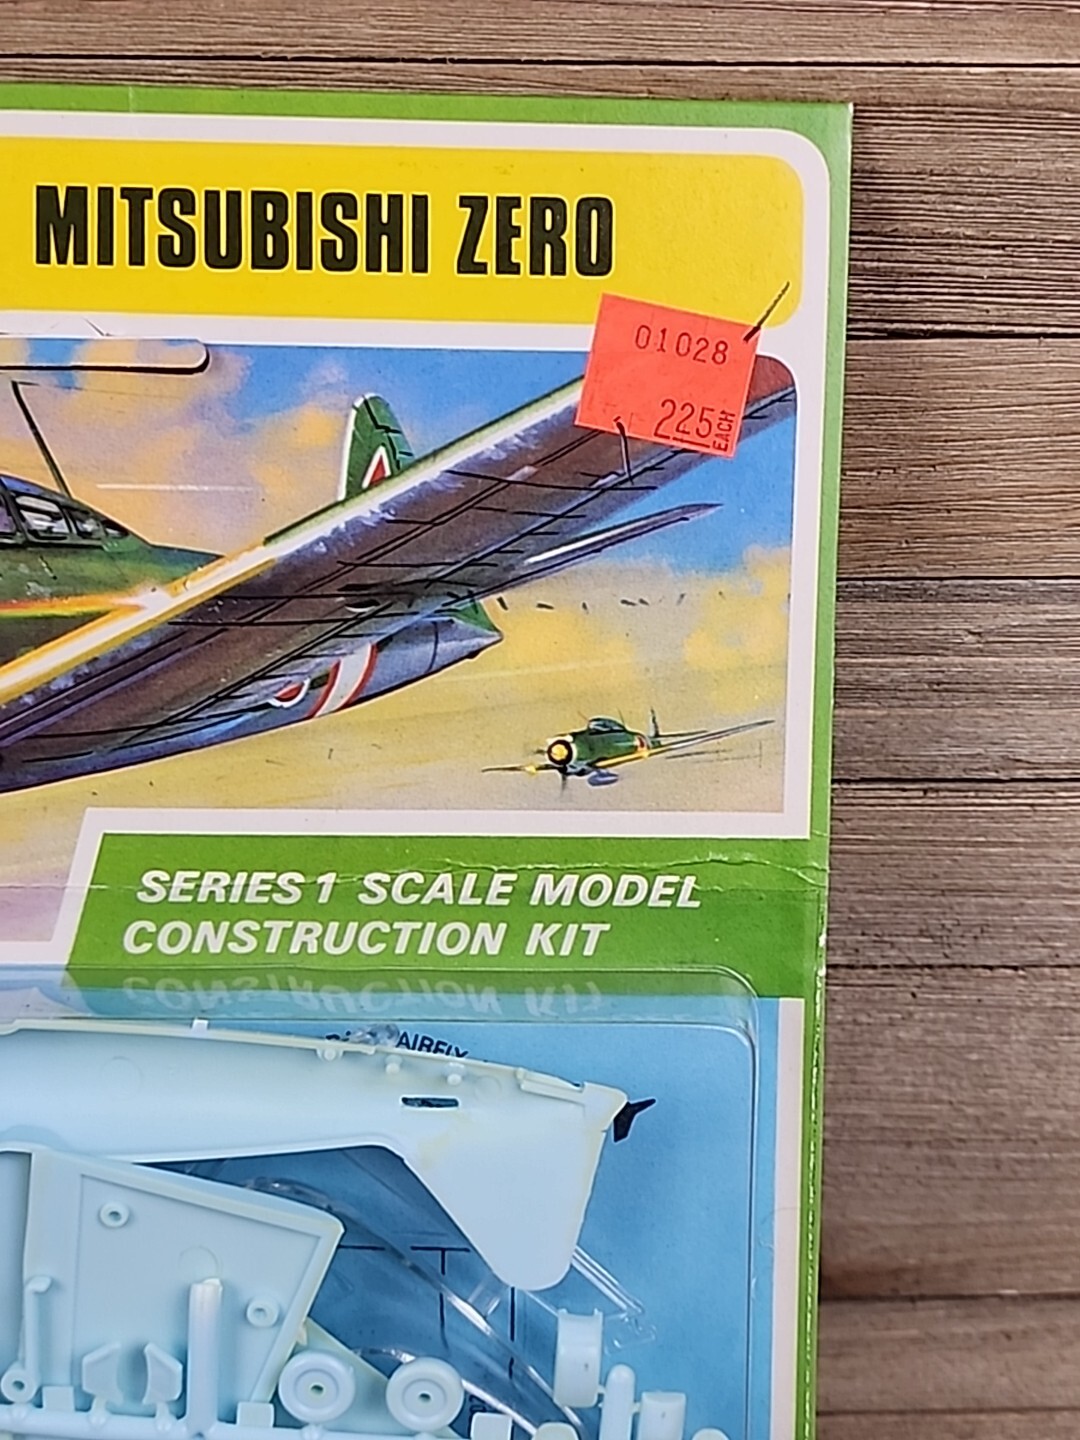 MITSUBISHI ZERO
01028
225 EACH
SERIES 1 SCALE MODEL
CONSTRUCTION KIT
AIRFIX